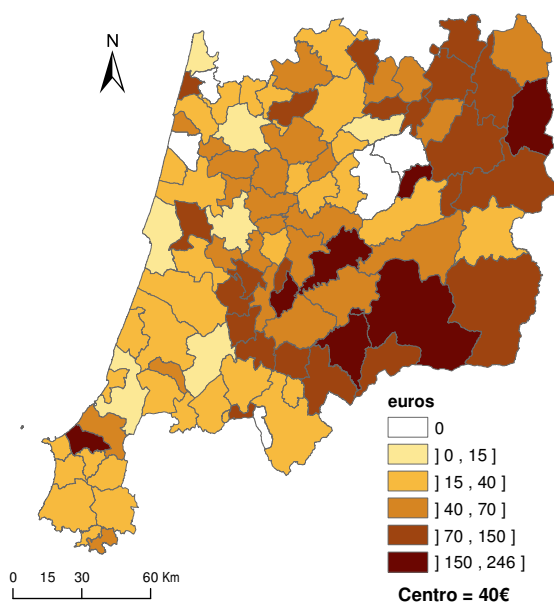 N
euros
0
] 0 , 15 ]
] 15 , 40 ]
] 40 , 70 ]
] 70 , 150 ]
] 150 , 246 ]
0 15 30 60 Km
Centro = 40€